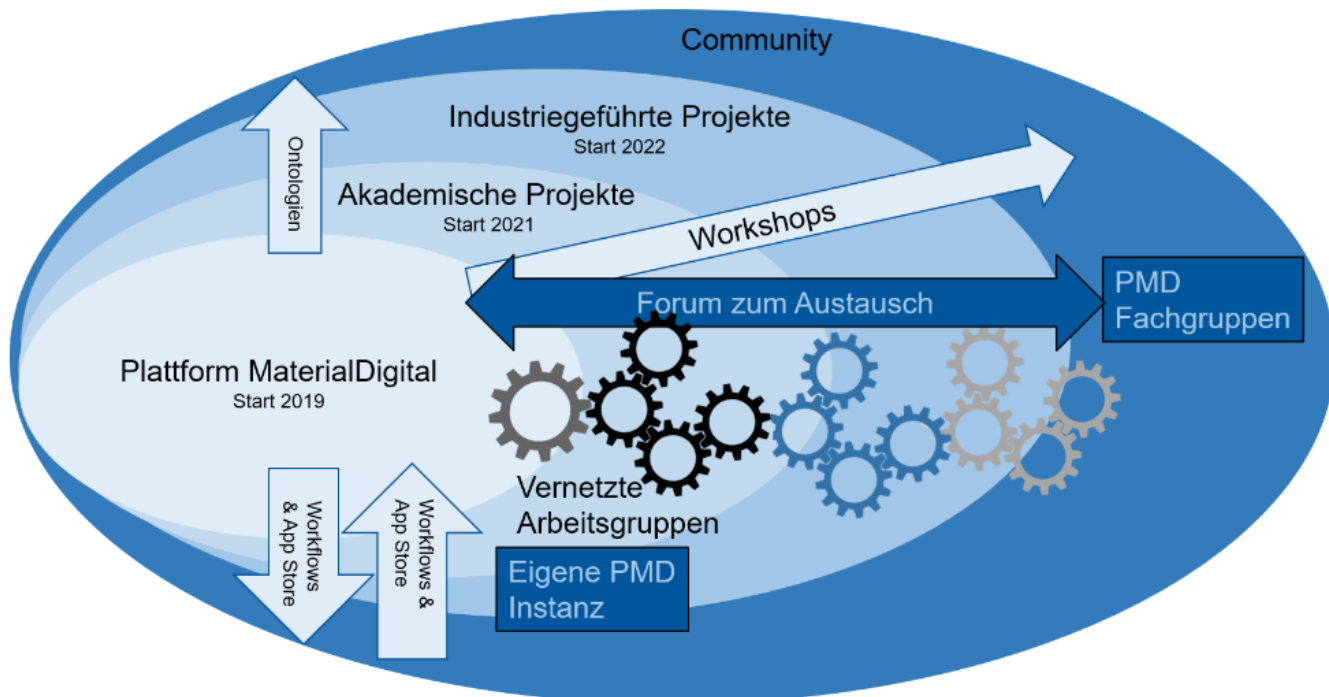 Community
Industriegeführte Projekte
Start 2022
Ontologien
Akademische Projekte
Start 2021
Workshops
Forum zum Austausch
PMD
Fachgruppen
Plattform MaterialDigital
Start 2019
Vernetzte
Arbeitsgruppen
Workflows
& App Store
Workflows &
App Store
Eigene PMD
Instanz